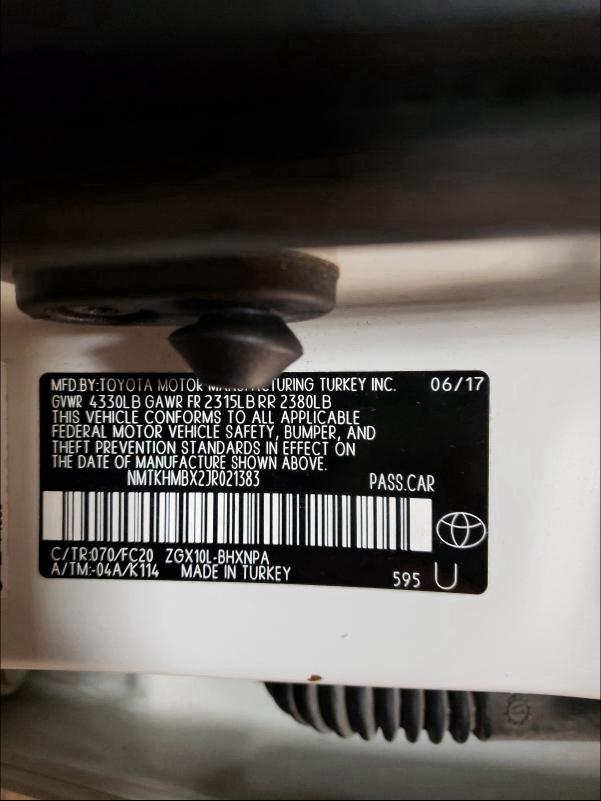 MFD.BY:TOYOTA MOTOR MANUFACTURING TURKEY INC. 06/17
GVWR 4330LB GAWR FR 2315LB RR 2380LB
THIS VEHICLE CONFORMS TO ALL APPLICABLE
FEDERAL MOTOR VEHICLE SAFETY, BUMPER, AND
THEFT PREVENTION STANDARDS IN EFFECT ON
THE DATE OF MANUFACTURE SHOWN ABOVE.
NMTKHMBX2JR021383 PASS.CAR
C/TR:070/FC20 ZGX10L-BHXNPA
A/TM:-04A/K114 MADE IN TURKEY 595 U